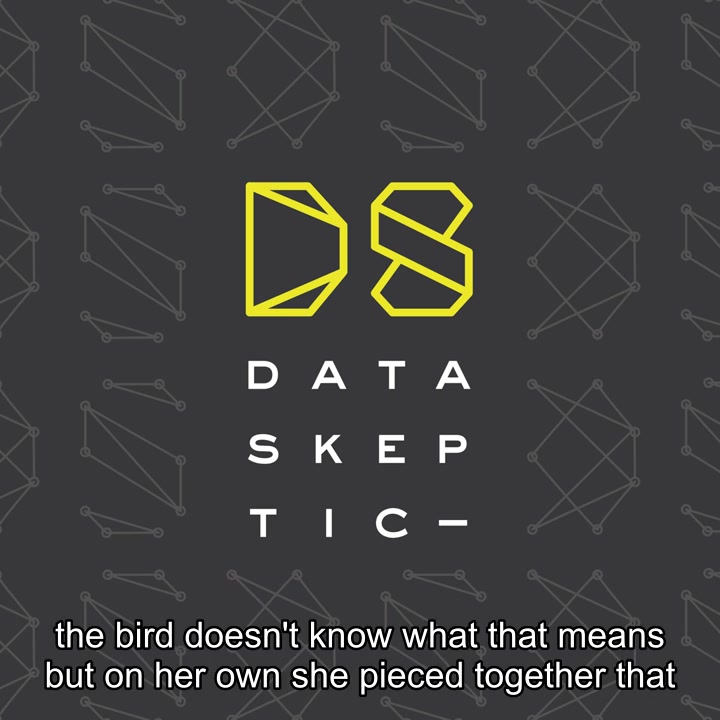 DS
DATA
SKEP
TIC–
the bird doesn't know what that means
but on her own she pieced together that